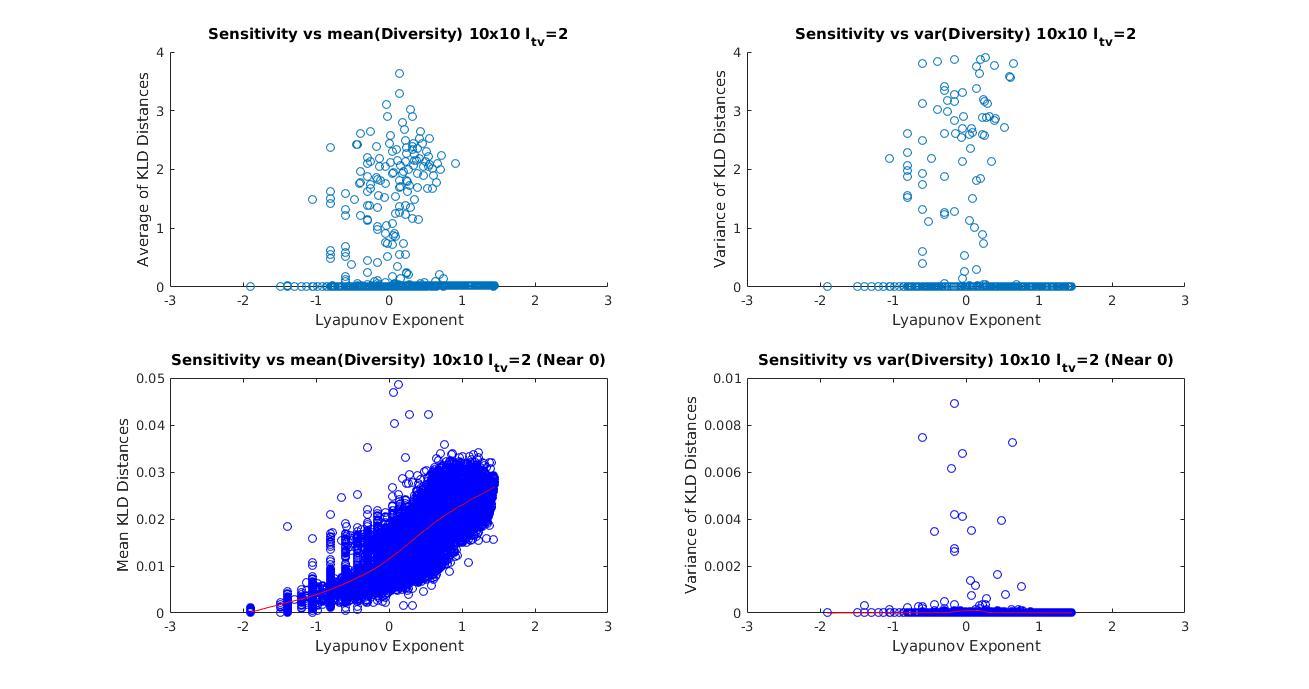 Sensitivity vs mean(Diversity) 10x10 l_tv=2
4
3
2
1
0
Average of KLD Distances
-3 -2 -1 0 1 2 3
Lyapunov Exponent
Sensitivity vs var(Diversity) 10x10 l_tv=2
4
3
2
1
0
Variance of KLD Distances
-3 -2 -1 0 1 2 3
Lyapunov Exponent
Sensitivity vs mean(Diversity) 10x10 l_tv=2 (Near 0)
0.05
0.04
0.03
0.02
0.01
0
Mean KLD Distances
-3 -2 -1 0 1 2 3
Lyapunov Exponent
Sensitivity vs var(Diversity) 10x10 l_tv=2 (Near 0)
0.01
0.008
0.006
0.004
0.002
0
Variance of KLD Distances
-3 -2 -1 0 1 2 3
Lyapunov Exponent